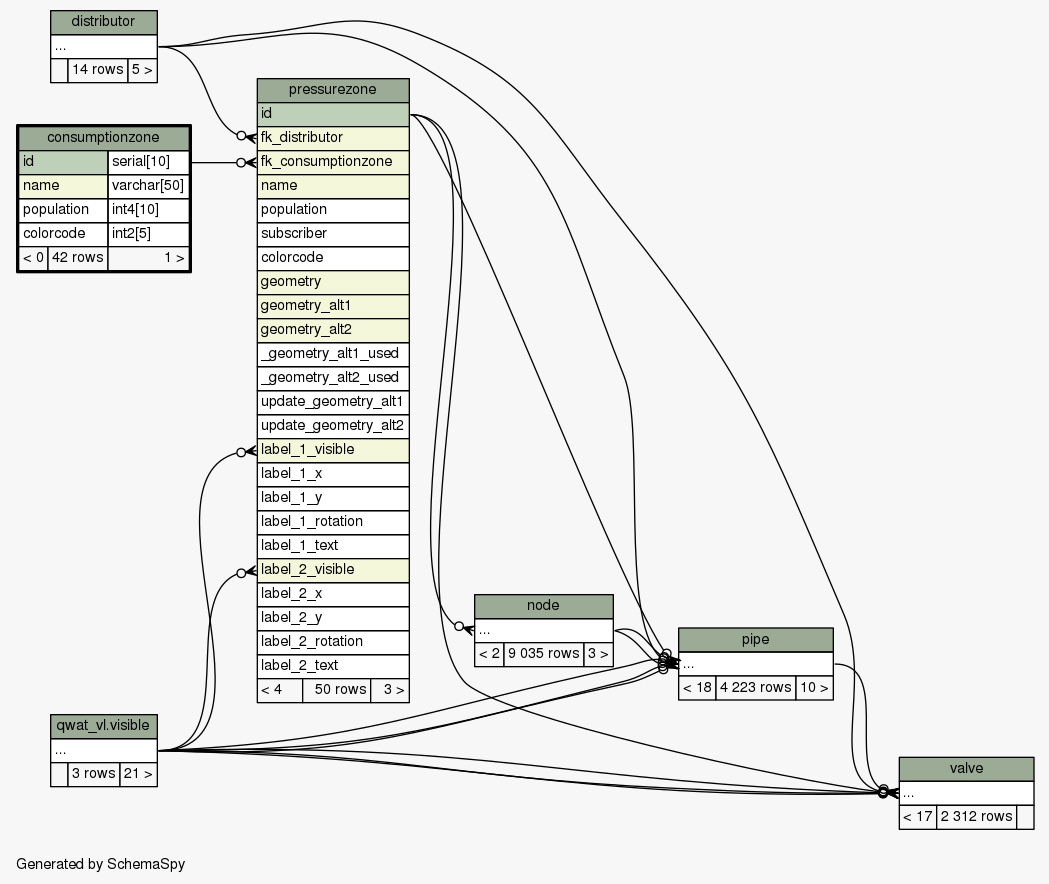 distributor
...
14 rows 5 >
consumptionzone
id serial[10]
name varchar[50]
population int4[10]
colorcode int2[5]
< 0 42 rows 1 >
pressurezone
id
fk_distributor
fk_consumptionzone
name
population
subscriber
colorcode
geometry
geometry_alt1
geometry_alt2
_geometry_alt1_used
_geometry_alt2_used
update_geometry_alt1
update_geometry_alt2
label_1_visible
label_1_x
label_1_y
label_1_rotation
label_1_text
label_2_visible
label_2_x
label_2_y
label_2_rotation
label_2_text
< 4 50 rows 3 >
node
...
< 2 9 035 rows 3 >
pipe
...
< 18 4 223 rows 10 >
qwat_vl.visible
...
3 rows 21 >
valve
...
< 17 2 312 rows
Generated by SchemaSpy